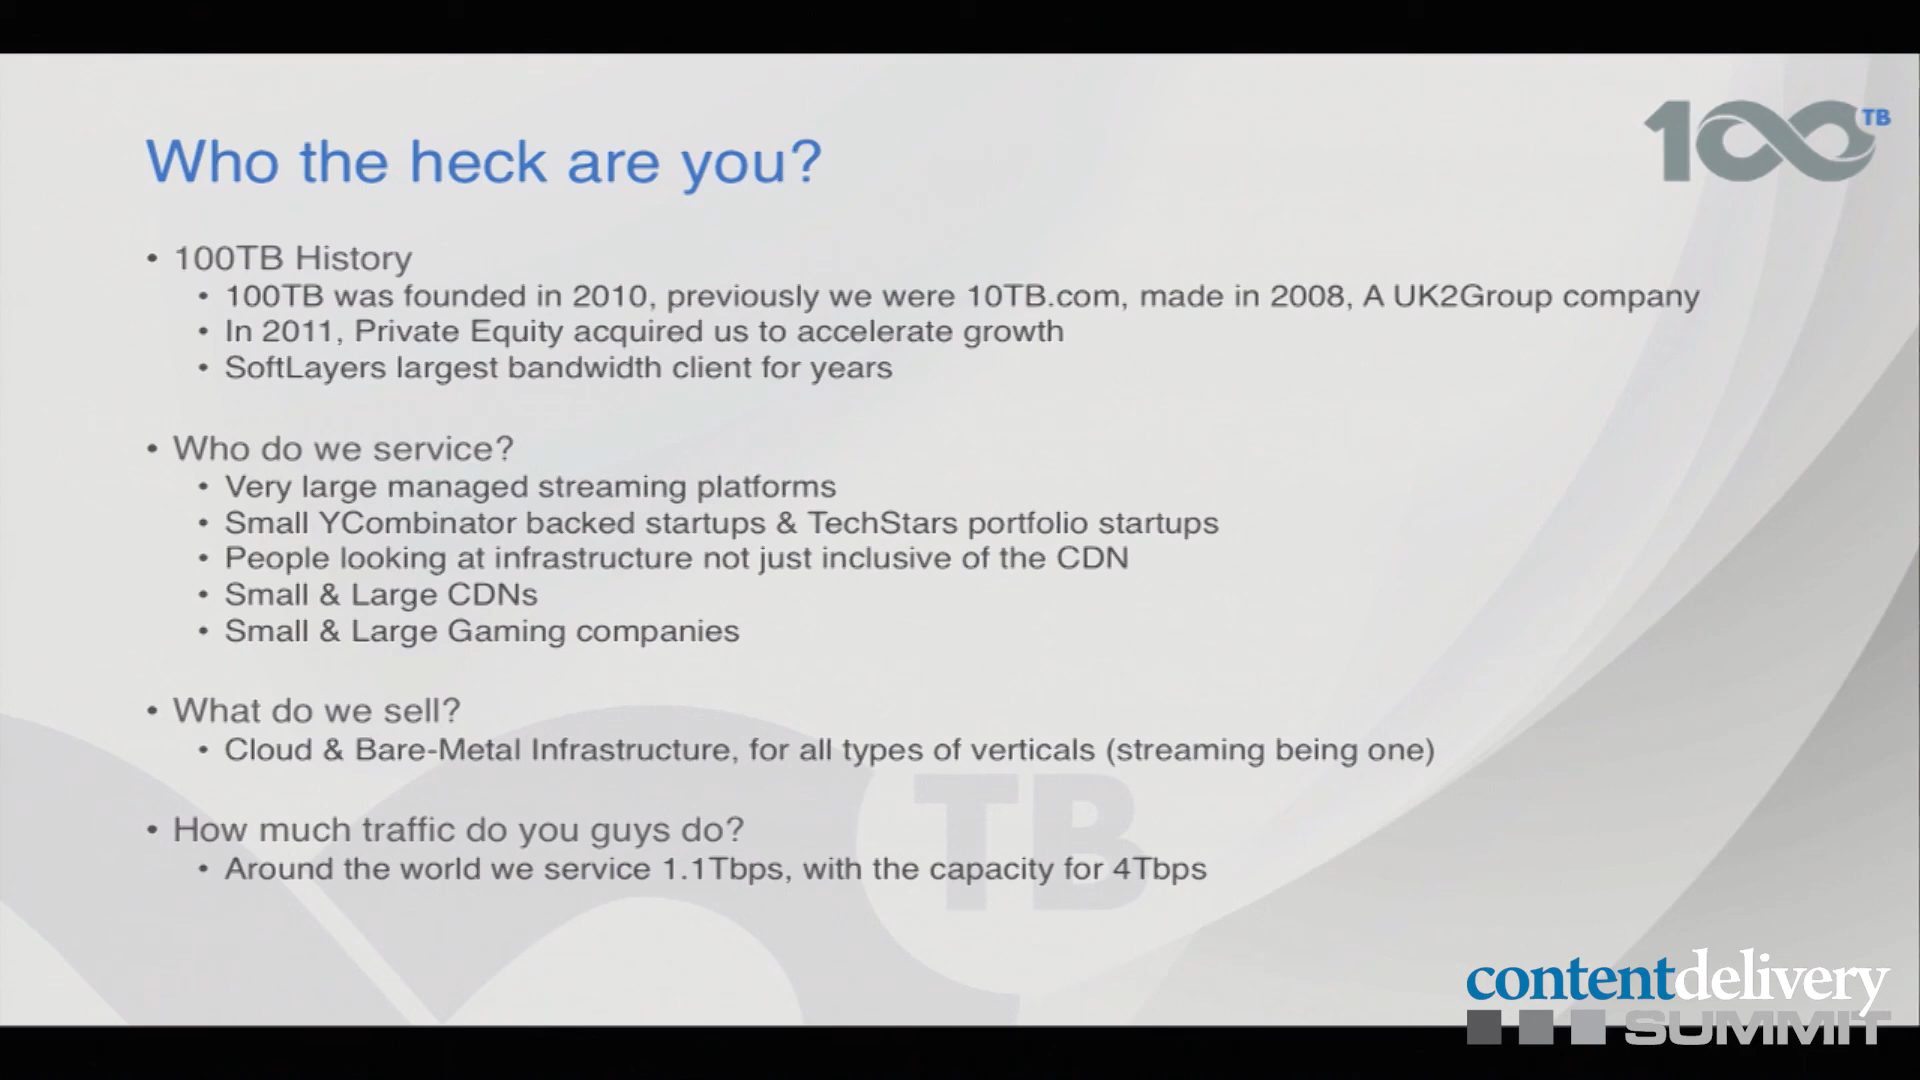 100TB
Who the heck are you?
• 100TB History
• 100TB was founded in 2010, previously we were 10TB.com, made in 2008, A UK2Group company
• In 2011, Private Equity acquired us to accelerate growth
• SoftLayers largest bandwidth client for years
• Who do we service?
• Very large managed streaming platforms
• Small YCombinator backed startups & TechStars portfolio startups
• People looking at infrastructure not just inclusive of the CDN
• Small & Large CDNs
• Small & Large Gaming companies
• What do we sell?
• Cloud & Bare-Metal Infrastructure, for all types of verticals (streaming being one)
• How much traffic do you guys do?
• Around the world we service 1.1Tbps, with the capacity for 4Tbps
TB
contentdelivery
SUMMIT